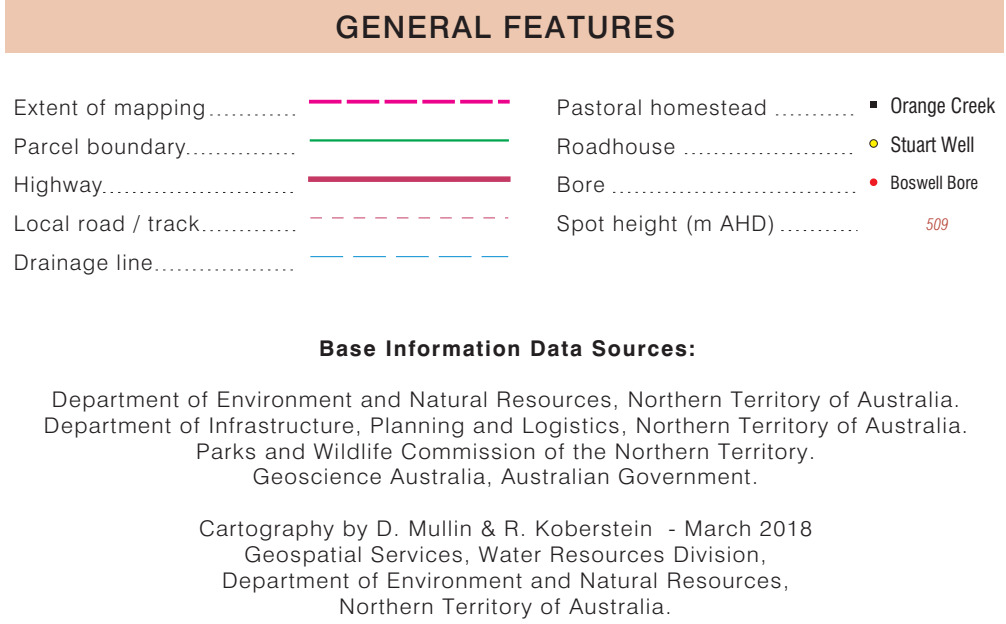 GENERAL FEATURES
Extent of mapping............
Parcel boundary...............
Highway..........................
Local road / track.............
Drainage line...................
Pastoral homestead ........... Orange Creek
Roadhouse ....................... Stuart Well
Bore ................................. Boswell Bore
Spot height (m AHD) ........... 509
Base Information Data Sources:
Department of Environment and Natural Resources, Northern Territory of Australia.
Department of Infrastructure, Planning and Logistics, Northern Territory of Australia.
Parks and Wildlife Commission of the Northern Territory.
Geoscience Australia, Australian Government.
Cartography by D. Mullin & R. Koberstein - March 2018
Geospatial Services, Water Resources Division,
Department of Environment and Natural Resources,
Northern Territory of Australia.